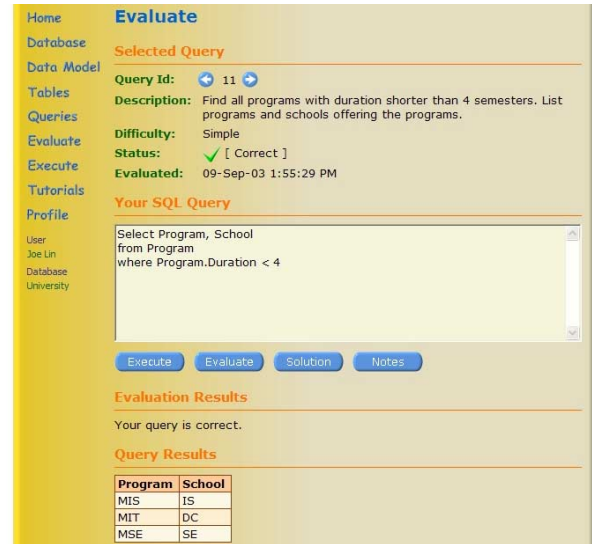 Home
Database
Data Model
Tables
Queries
Evaluate
Execute
Tutorials
Profile
User
Joe Lin
Database
University
Evaluate
Selected Query
Query Id: 11
Description: Find all programs with duration shorter than 4 semesters. List
programs and schools offering the programs.
Difficulty: Simple
Status: [ Correct ]
Evaluated: 09-Sep-03 1:55:29 PM
Your SQL Query
Select Program, School
from Program
where Program.Duration < 4
Execute Evaluate Solution Notes
Evaluation Results
Your query is correct.
Query Results
Program School
MIS IS
MIT DC
MSE SE